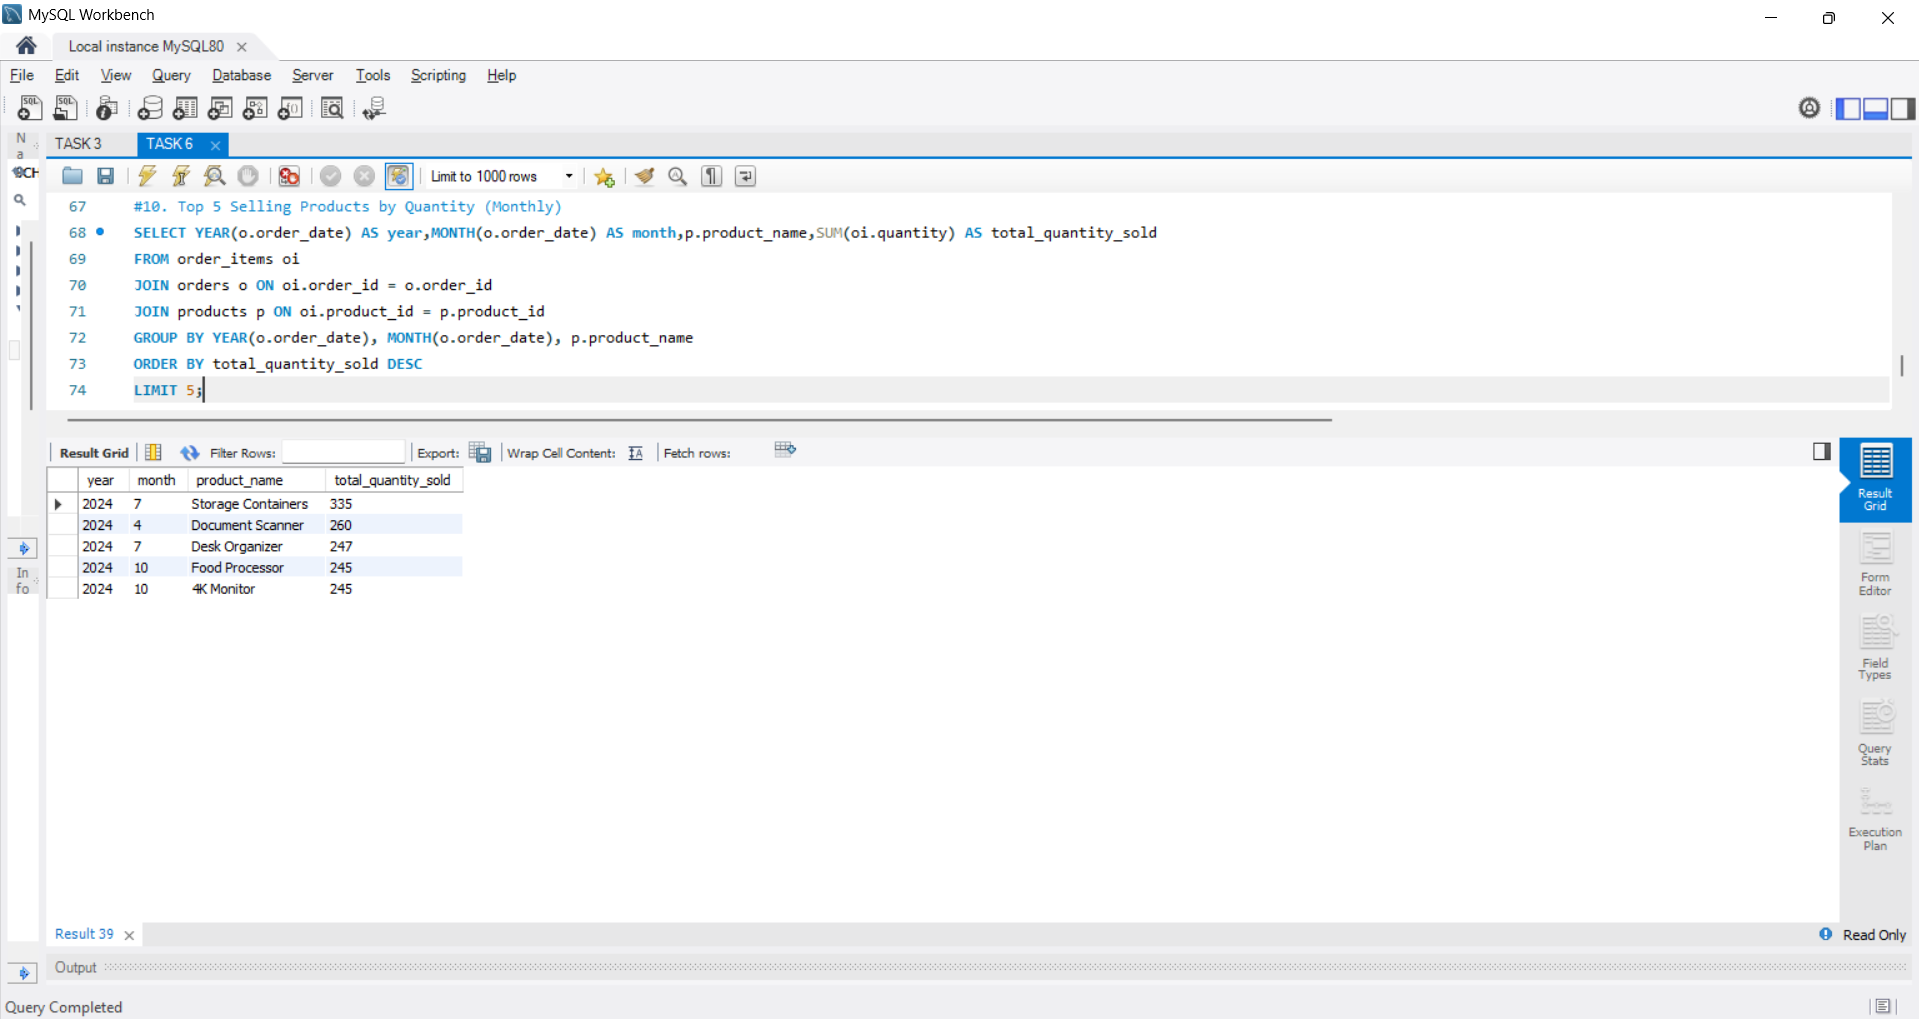 MySQL Workbench
Local instance MySQL80
File Edit View Query Database Server Tools Scripting Help
SQL SQL
Na
TASK 3 TASK 6
SCH
Limit to 1000 rows
67 #10. Top 5 Selling Products by Quantity (Monthly)
68 SELECT YEAR(o.order_date) AS year,MONTH(o.order_date) AS month,p.product_name,SUM(oi.quantity) AS total_quantity_sold
69 FROM order_items oi
70 JOIN orders o ON oi.order_id = o.order_id
71 JOIN products p ON oi.product_id = p.product_id
72 GROUP BY YEAR(o.order_date), MONTH(o.order_date), p.product_name
73 ORDER BY total_quantity_sold DESC
74 LIMIT 5;
Result Grid Filter Rows: Export: Wrap Cell Content: Fetch rows:
year month product_name total_quantity_sold
2024 7 Storage Containers 335
2024 4 Document Scanner 260
2024 7 Desk Organizer 247
2024 10 Food Processor 245
2024 10 4K Monitor 245
In
fo
Result
Grid
Form
Editor
Field
Types
Query
Stats
Execution
Plan
Result 39
Read Only
Output
Query Completed